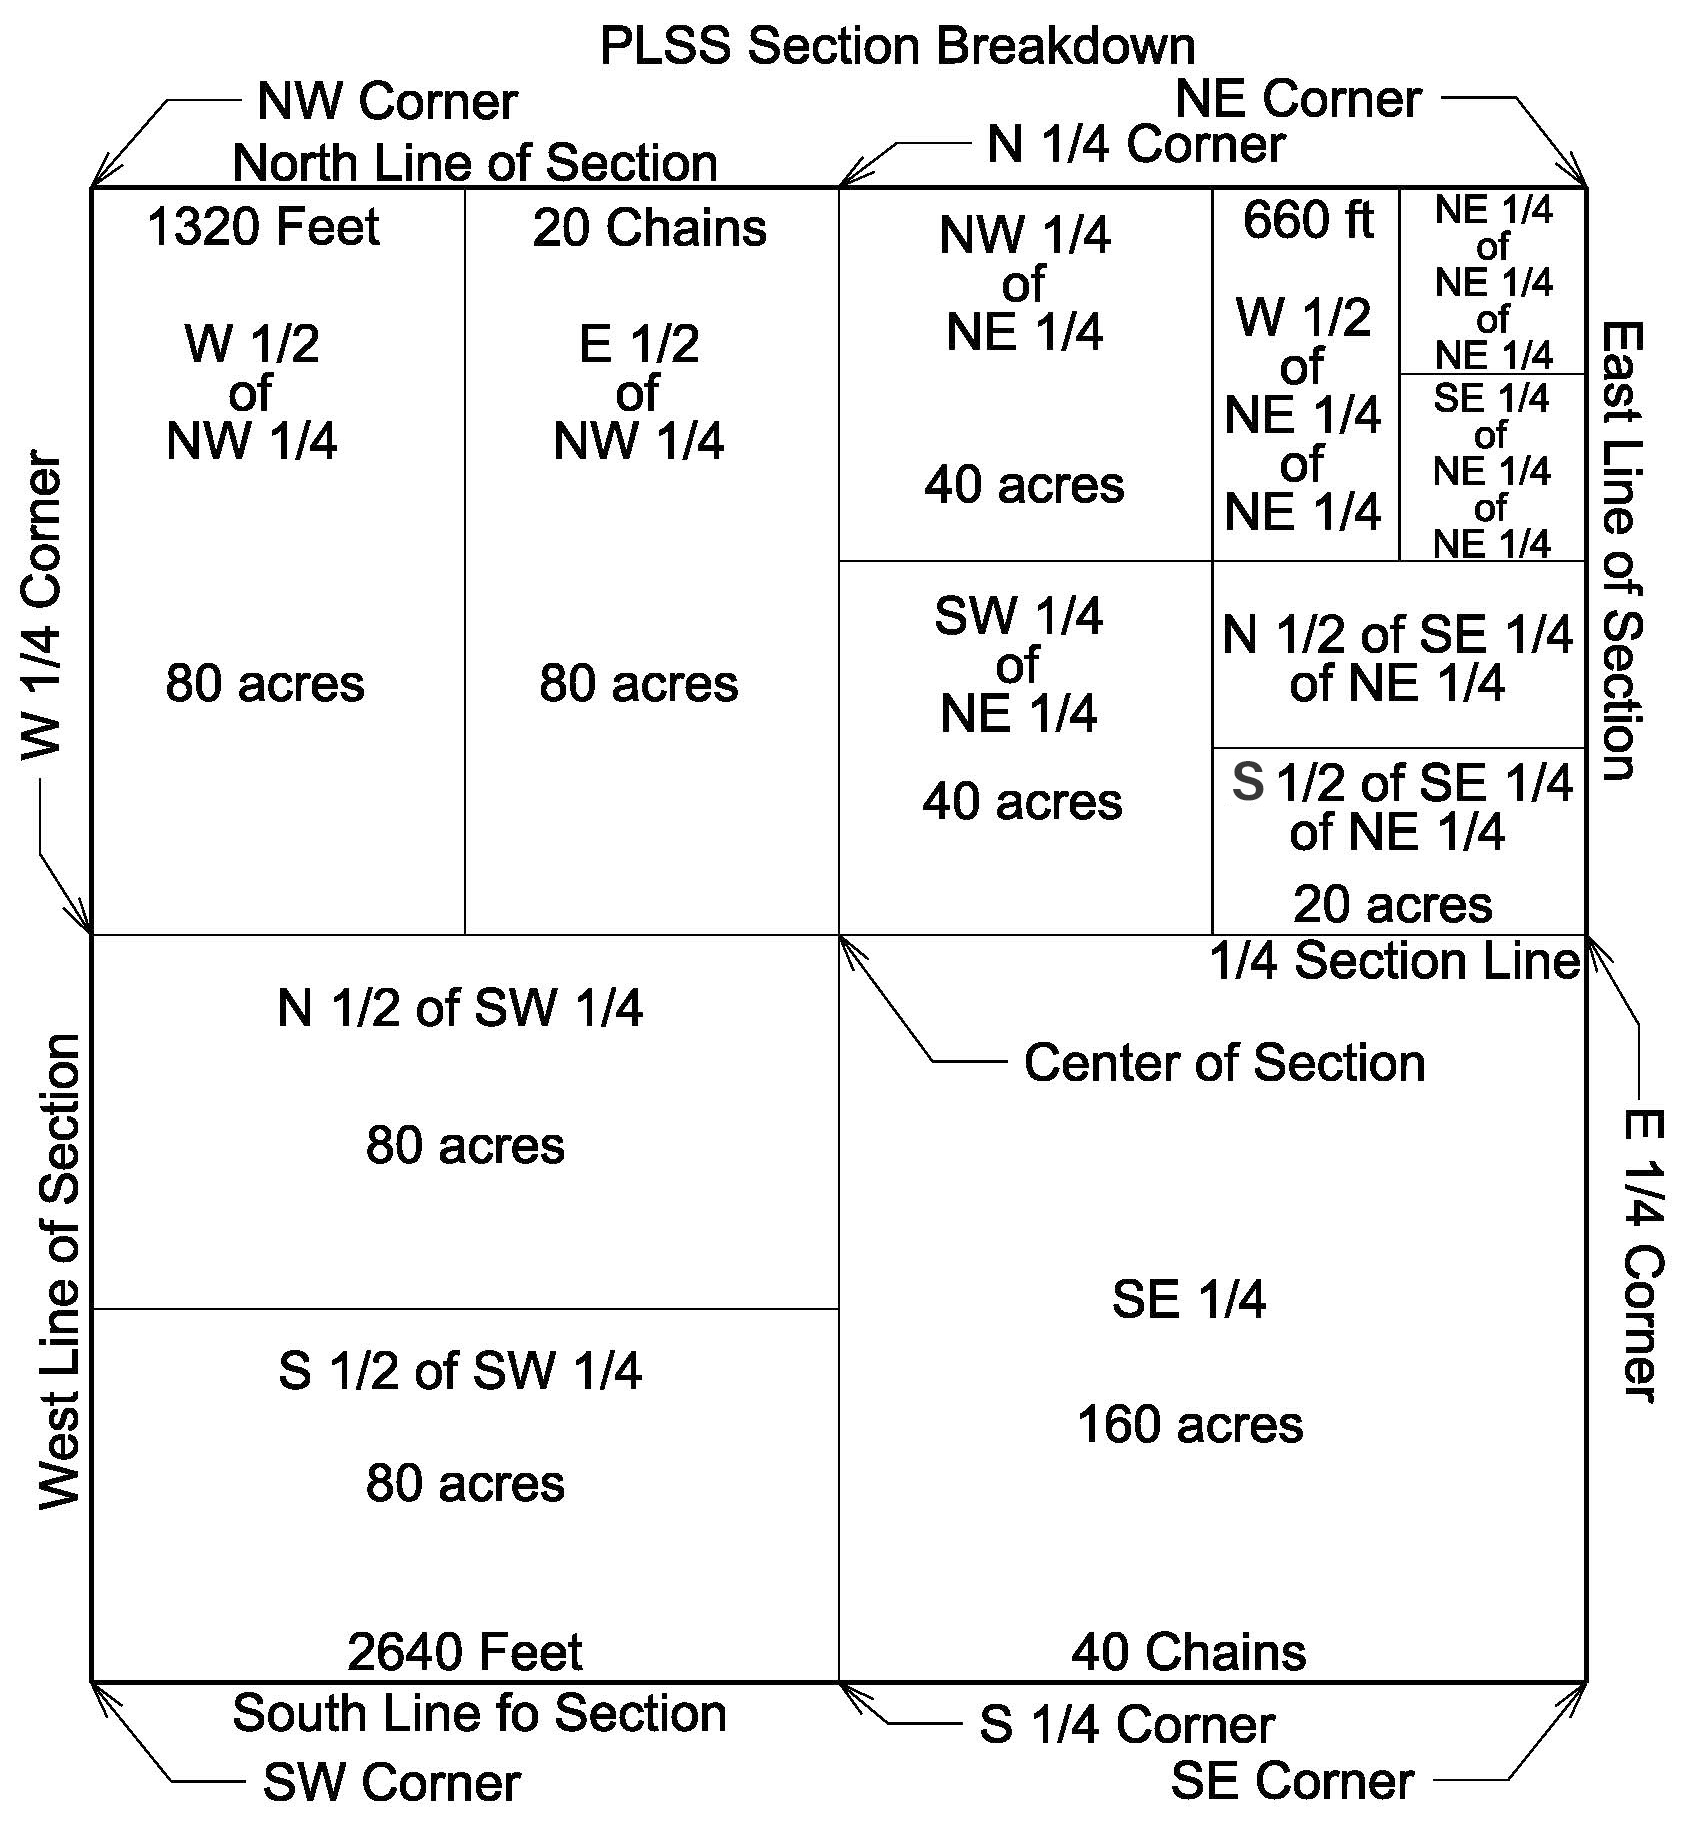 PLSS Section Breakdown
NW Corner
NE Corner
N 1/4 Corner
North Line of Section
1320 Feet
W 1/2
of
NW 1/4
80 acres
20 Chains
E 1/2
of
NW 1/4
80 acres
NW 1/4
of
NE 1/4
40 acres
660 ft
W 1/2
of
NE 1/4
of
NE 1/4
NE 1/4
of
NE 1/4
of
NE 1/4
SE 1/4
of
NE 1/4
of
NE 1/4
SW 1/4
of
NE 1/4
40 acres
N 1/2 of SE 1/4
of NE 1/4
S 1/2 of SE 1/4
of NE 1/4
20 acres
East Line of Section
W 1/4 Corner
1/4 Section Line
Center of Section
E 1/4 Corner
N 1/2 of SW 1/4
80 acres
S 1/2 of SW 1/4
80 acres
SE 1/4
160 acres
West Line of Section
2640 Feet
40 Chains
South Line fo Section
S 1/4 Corner
SW Corner
SE Corner